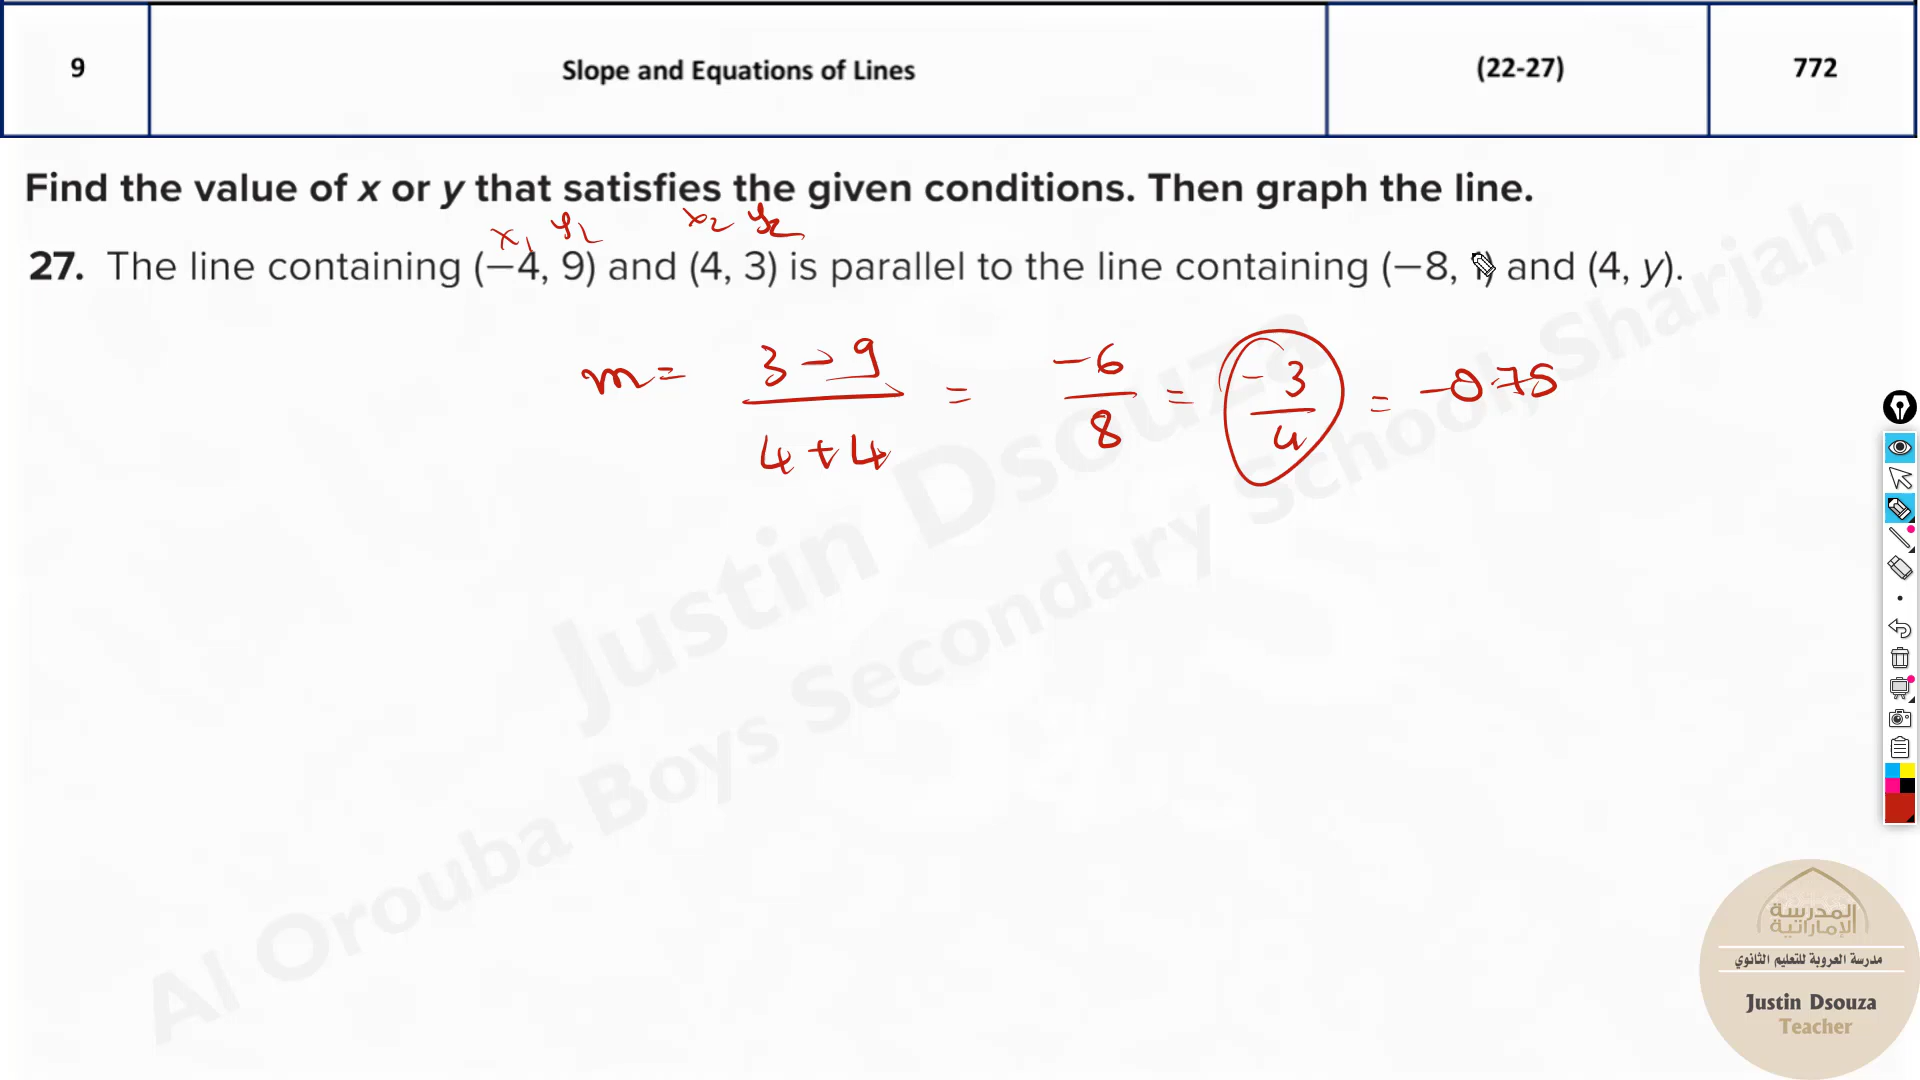 9 Slope and Equations of Lines (22-27) 772
Find the value of x or y that satisfies the given conditions. Then graph the line.
x1 y1 x2 y2
27. The line containing (−4, 9) and (4, 3) is parallel to the line containing (−8, 1) and (4, y).
m = 3 - 9 / 4 + 4 = -6 / 8 = -3 / 4 = -0.75
Justin Dsouza
Al Orouba Boys Secondary School, Sharjah
المدرسة
الإماراتية
مدرسة العروبة للتعليم الثانوي
Justin Dsouza
Teacher